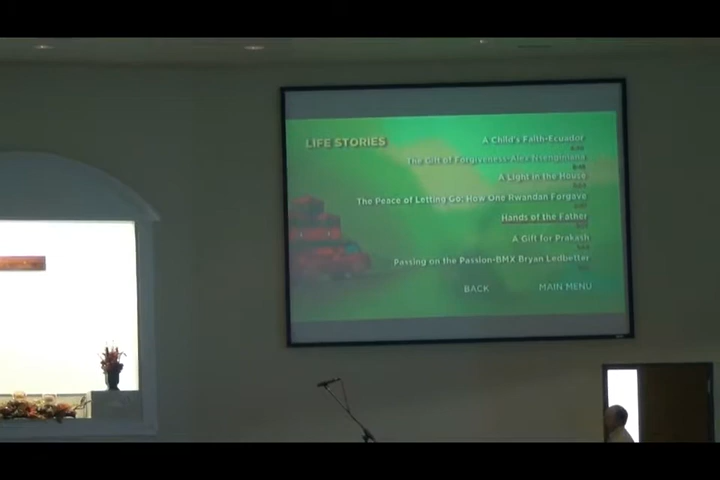 LIFE STORIES
A Child's Faith-Ecuador
The Gift of Forgiveness-Alex Nsengimana
A Light in the House
The Peace of Letting Go: How One Rwandan Forgave
Hands of the Father
A Gift for Prakash
Passing on the Passion-BMX Bryan Ledbetter
BACK
MAIN MENU